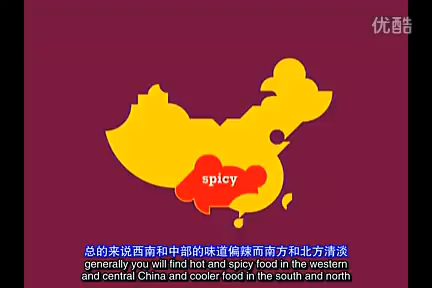 优酷
spicy
总的来说西南和中部的味道偏辣而南方和北方清淡
generally you will find hot and spicy food in the western
and central China and cooler food in the south and north